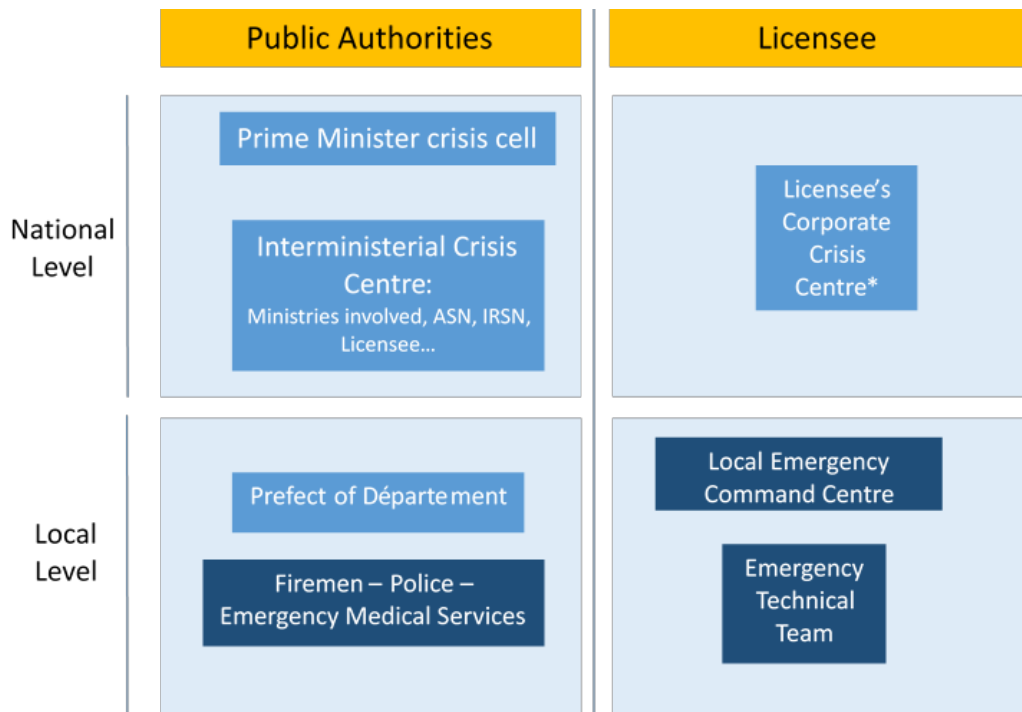 Public Authorities
Licensee
National
Level
Prime Minister crisis cell
Interministerial Crisis
Centre:
Ministries involved, ASN, IRSN,
Licensee…
Licensee’s
Corporate
Crisis
Centre*
Local
Level
Prefect of Département
Firemen – Police –
Emergency Medical Services
Local Emergency
Command Centre
Emergency
Technical
Team